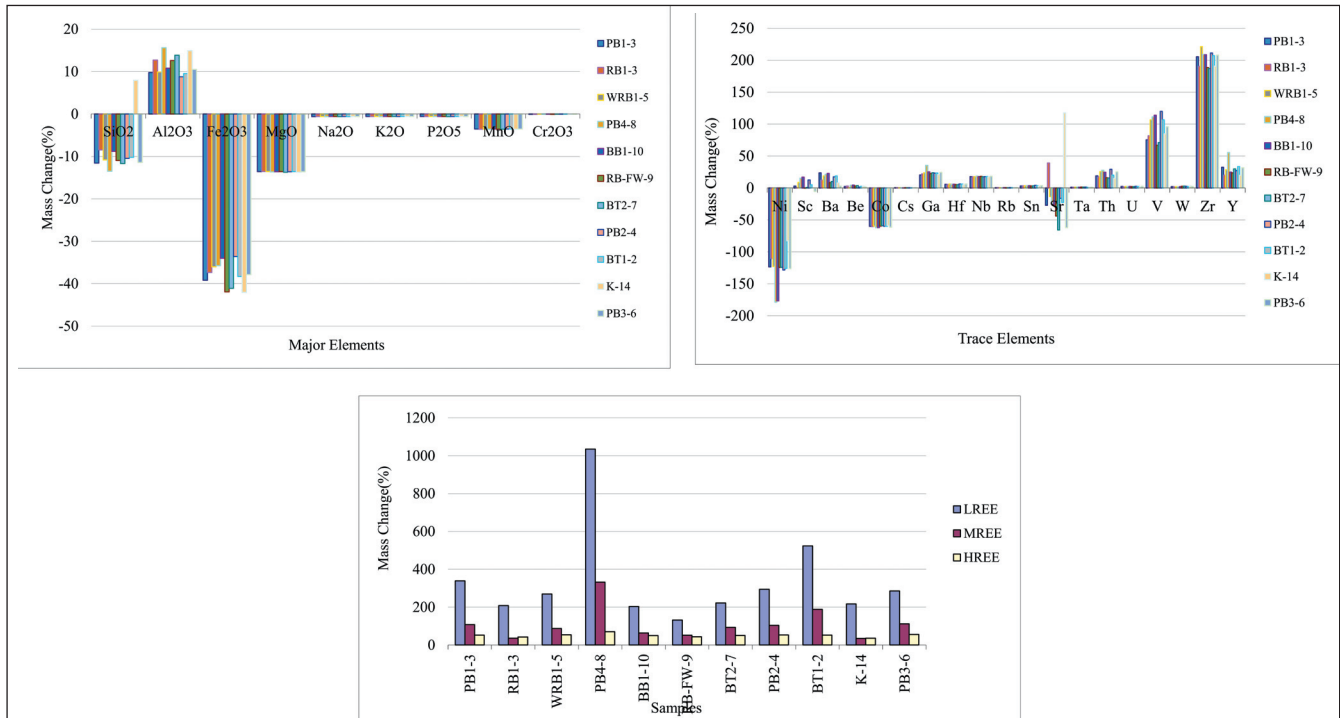 20
10
0
-10
-20
-30
-40
-50
Mass Change(%)
SiO2 Al2O3 Fe2O3 MgO Na2O K2O P2O5 MnO Cr2O3
Major Elements
PB1-3
RB1-3
WRB1-5
PB4-8
BB1-10
RB-FW-9
BT2-7
PB2-4
BT1-2
K-14
PB3-6
250
200
150
100
50
0
-50
-100
-150
-200
Mass Change(%)
Ni Sc Ba Be Co Cs Ga Hf Nb Rb Sn Sr Ta Th U V W Zr Y
Trace Elements
PB1-3
RB1-3
WRB1-5
PB4-8
BB1-10
RB-FW-9
BT2-7
PB2-4
BT1-2
K-14
PB3-6
1200
1000
800
600
400
200
0
Mass Change(%)
PB1-3 RB1-3 WRB1-5 PB4-8 BB1-10 RB-FW-9 BT2-7 PB2-4 BT1-2 K-14 PB3-6
Samples
LREE
MREE
HREE